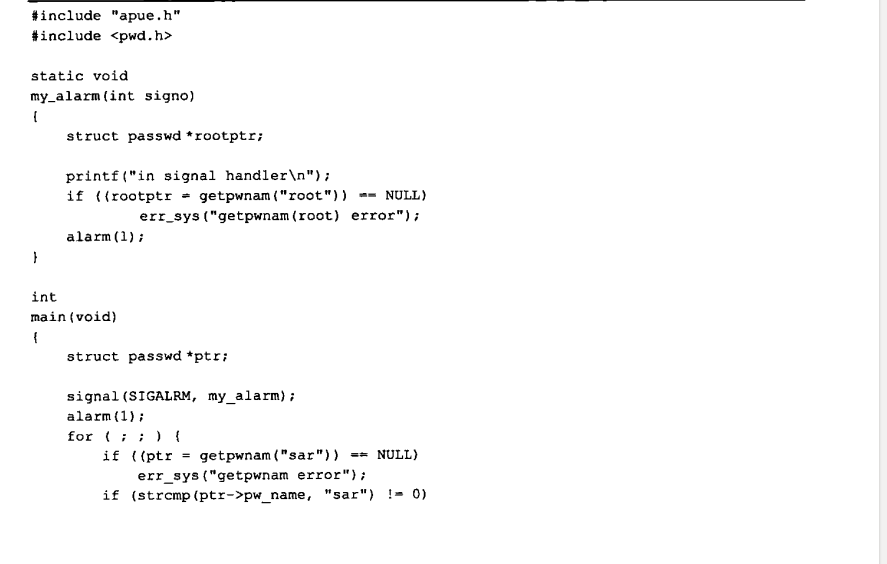 #include "apue.h"
#include <pwd.h>
static void
my_alarm(int signo)
{
struct passwd *rootptr;
printf("in signal handler\n");
if ((rootptr = getpwnam("root")) == NULL)
err_sys("getpwnam(root) error");
alarm(1);
}
int
main(void)
{
struct passwd *ptr;
signal(SIGALRM, my_alarm);
alarm(1);
for ( ; ; ) {
if ((ptr = getpwnam("sar")) == NULL)
err_sys("getpwnam error");
if (strcmp(ptr->pw_name, "sar") != 0)